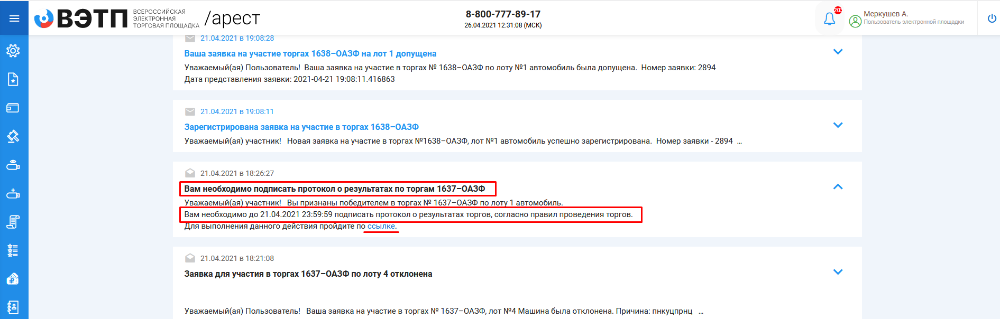 ВЭТП
ВСЕРОССИЙСКАЯ
ЭЛЕКТРОННАЯ
ТОРГОВАЯ ПЛОЩАДКА
/арест
8-800-777-89-17
26.04.2021 12:31:08 (МСК)
203
Меркушев А.
Пользователь электронной площадки
21.04.2021 в 19:08:28
Ваша заявка на участие торгах 1638–ОАЗФ на лот 1 допущена
Уважаемый(ая) Пользователь! Ваша заявка на участие в торгах № 1638–ОАЗФ по лоту №1 автомобиль была допущена. Номер заявки: 2894
Дата представления заявки: 2021-04-21 19:08:11.416863
21.04.2021 в 19:08:11
Зарегистрирована заявка на участие в торгах 1638–ОАЗФ
Уважаемый(ая) участник! Новая заявка на участие в торгах №1638–ОАЗФ, лот №1 автомобиль успешно зарегистрирована. Номер заявки - 2894 ...
21.04.2021 в 18:26:27
Вам необходимо подписать протокол о результатах по торгам 1637–ОАЗФ
Уважаемый(ая) участник! Вы признаны победителем в торгах № 1637–ОАЗФ по лоту 1 автомобиль.
Вам необходимо до 21.04.2021 23:59:59 подписать протокол о результатах торгов, согласно правил проведения торгов.
Для выполнения данного действия пройдите по ссылке.
21.04.2021 в 18:21:08
Заявка для участия в торгах 1637–ОАЗФ по лоту 4 отклонена
Уважаемый(ая) Пользователь! Ваша заявка на участие в торгах № 1637–ОАЗФ, лот №4 Машина была отклонена. Причина: пнкуцпрнц ...